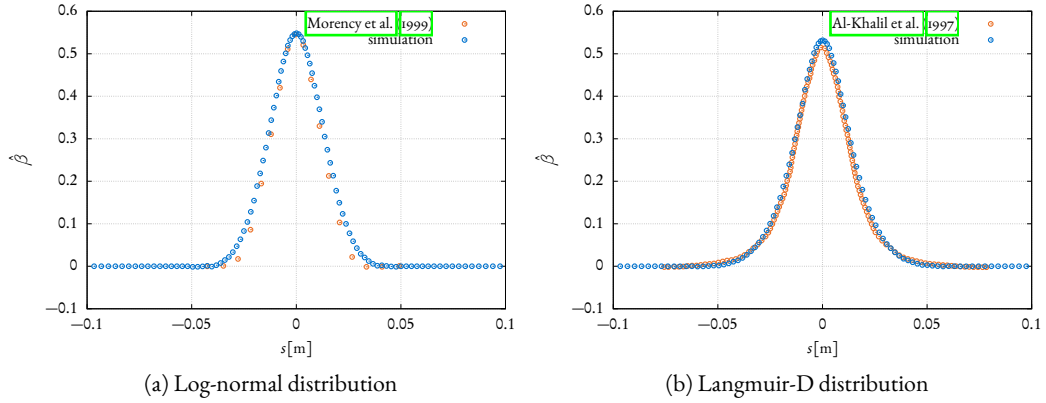 0.6
0.5
0.4
0.3
0.2
0.1
0
−0.1
β̂
−0.1
−0.05
0
0.05
0.1
s[m]
Morency et al. (1999)
simulation
(a) Log-normal distribution
0.6
0.5
0.4
0.3
0.2
0.1
0
−0.1
β̂
−0.1
−0.05
0
0.05
0.1
s[m]
Al-Khalil et al. (1997)
simulation
(b) Langmuir-D distribution